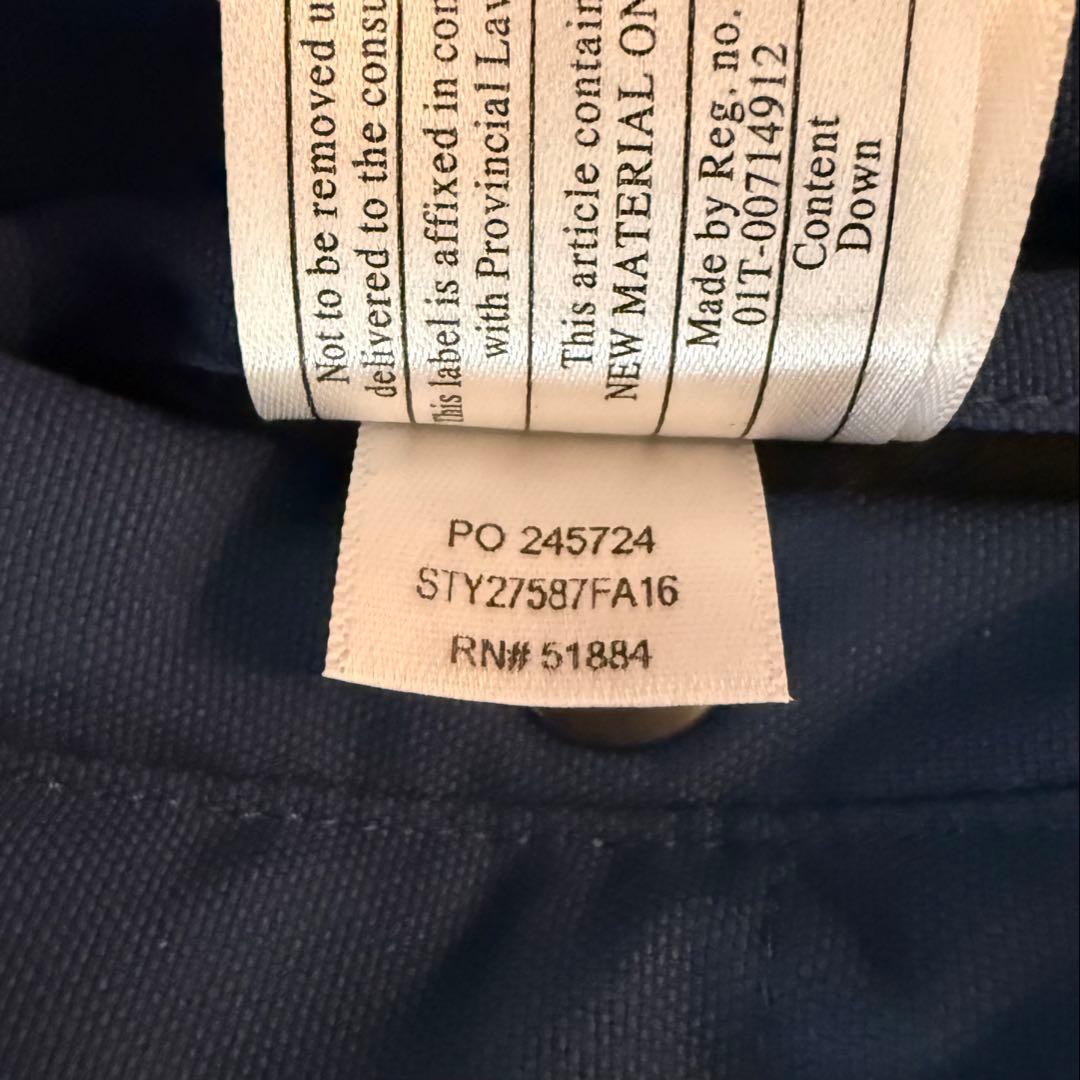 Not to be removed u
delivered to the consu
This label is affixed in con
with Provincial Law
This article contain
NEW MATERIAL ON
Made by Reg. no.
01T-00714912
Content
Down
PO 245724
STY27587FA16
RN# 51884